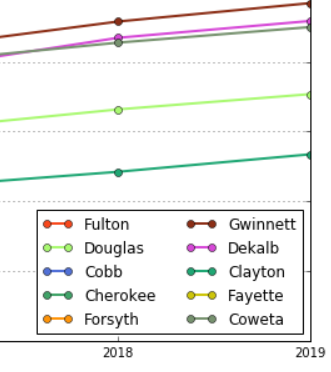 Fulton
Gwinnett
Douglas
Dekalb
Cobb
Clayton
Cherokee
Fayette
Forsyth
Coweta
2018
2019